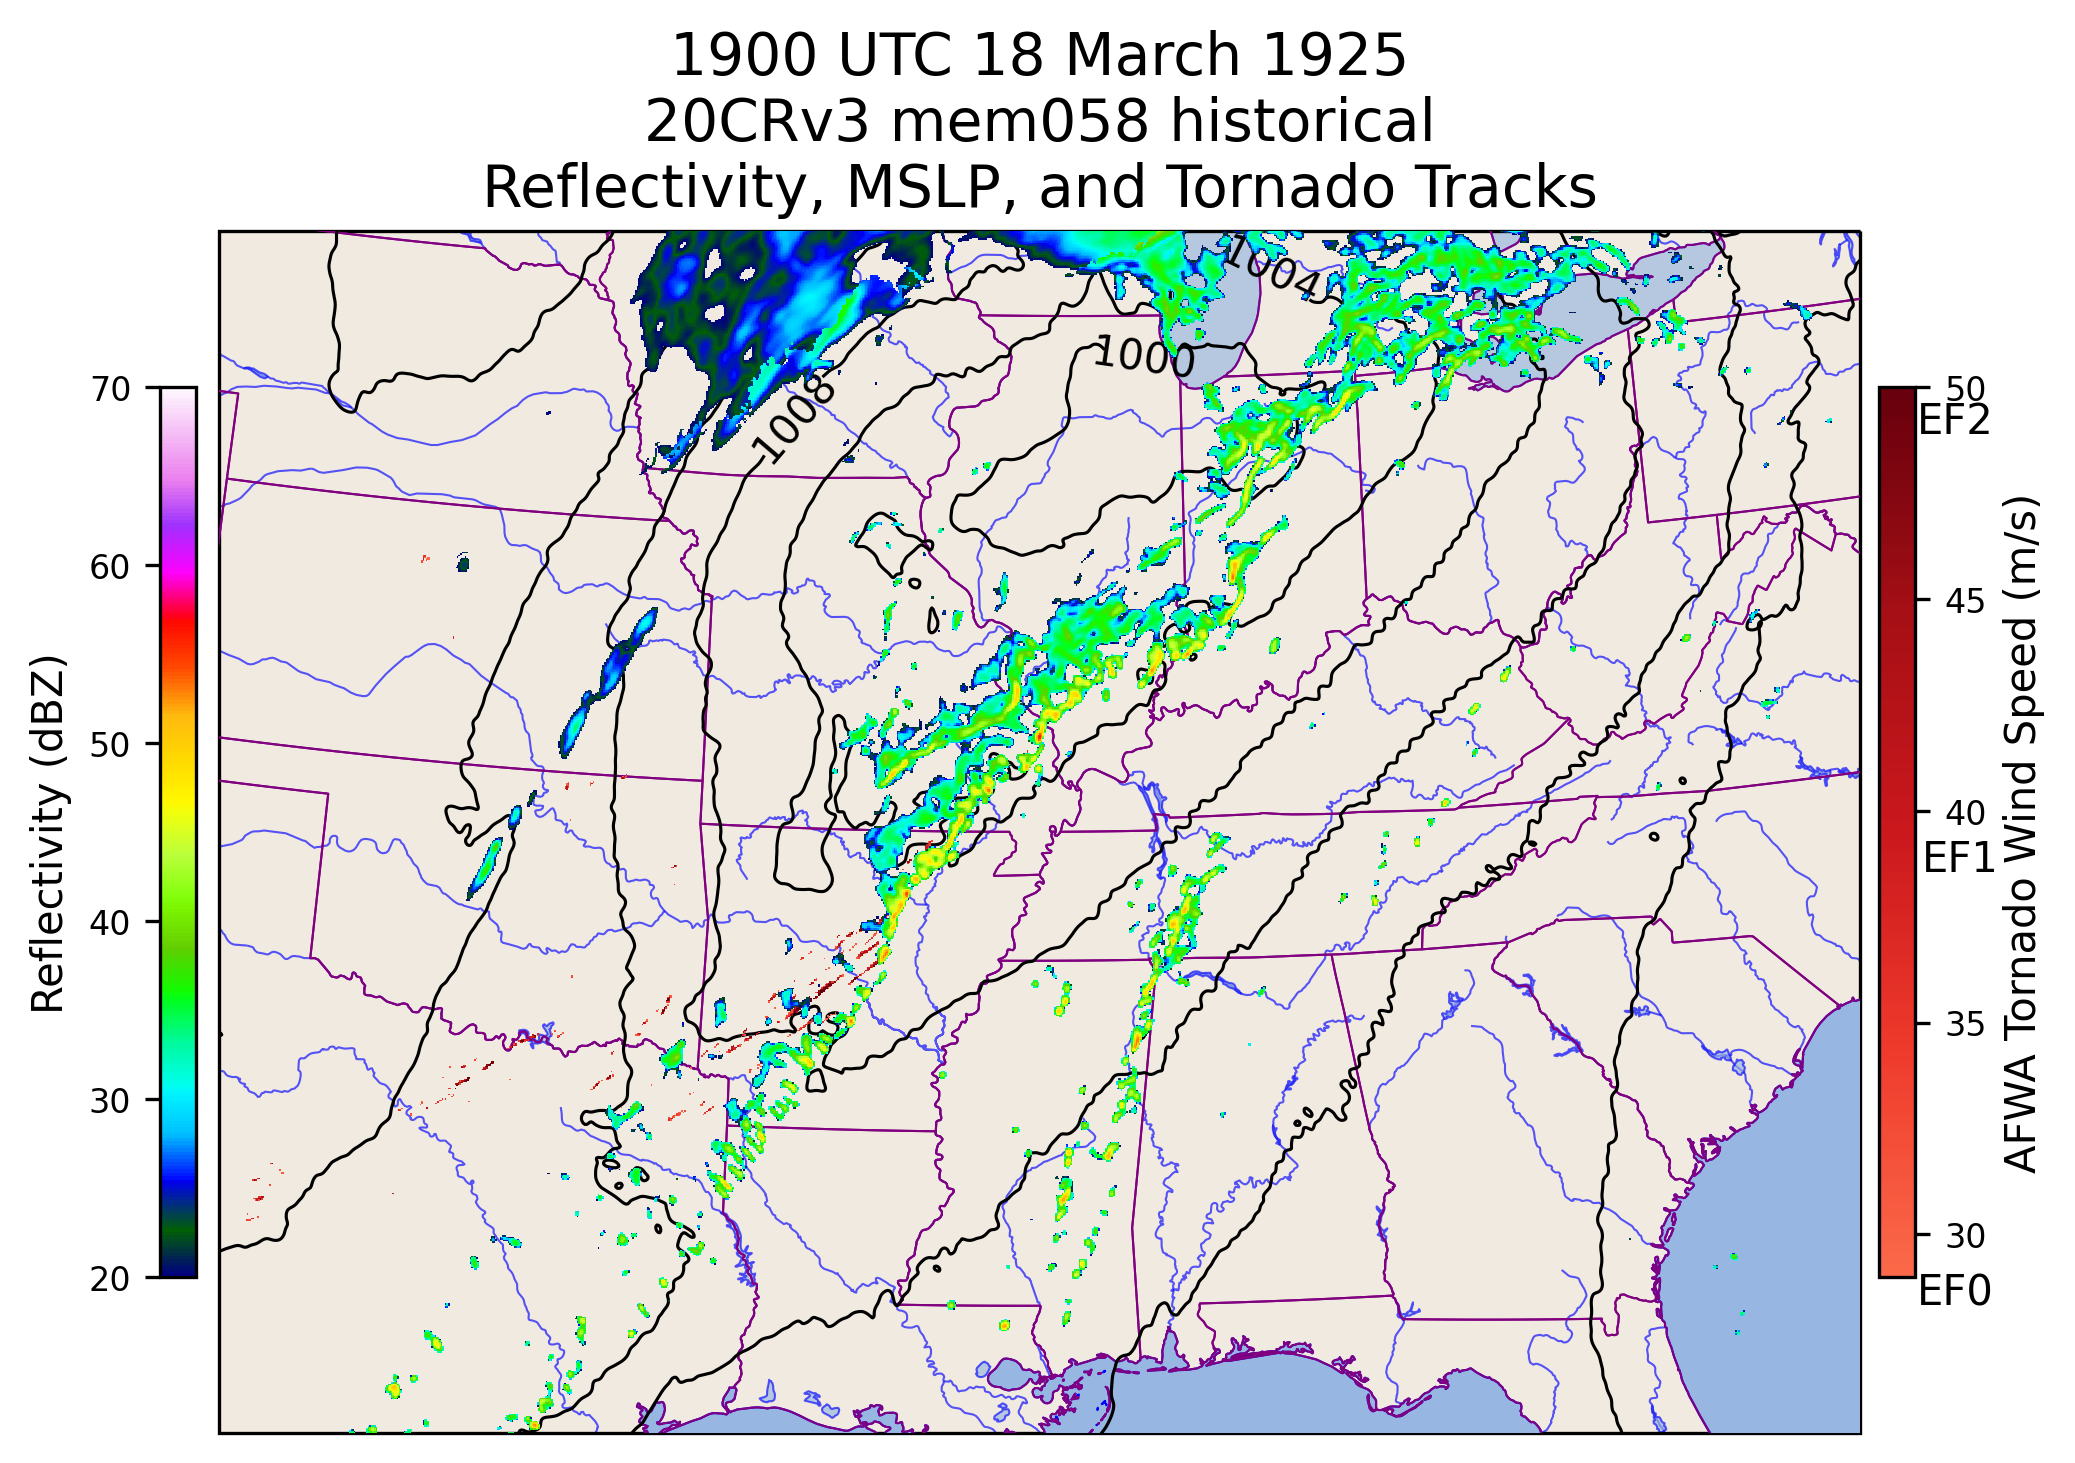 1900 UTC 18 March 1925
20CRv3 mem058 historical
Reflectivity, MSLP, and Tornado Tracks
1004
1000
1008
70
60
50
40
30
20
Reflectivity (dBZ)
50
EF2
45
40
EF1
35
30
EF0
AFWA Tornado Wind Speed (m/s)